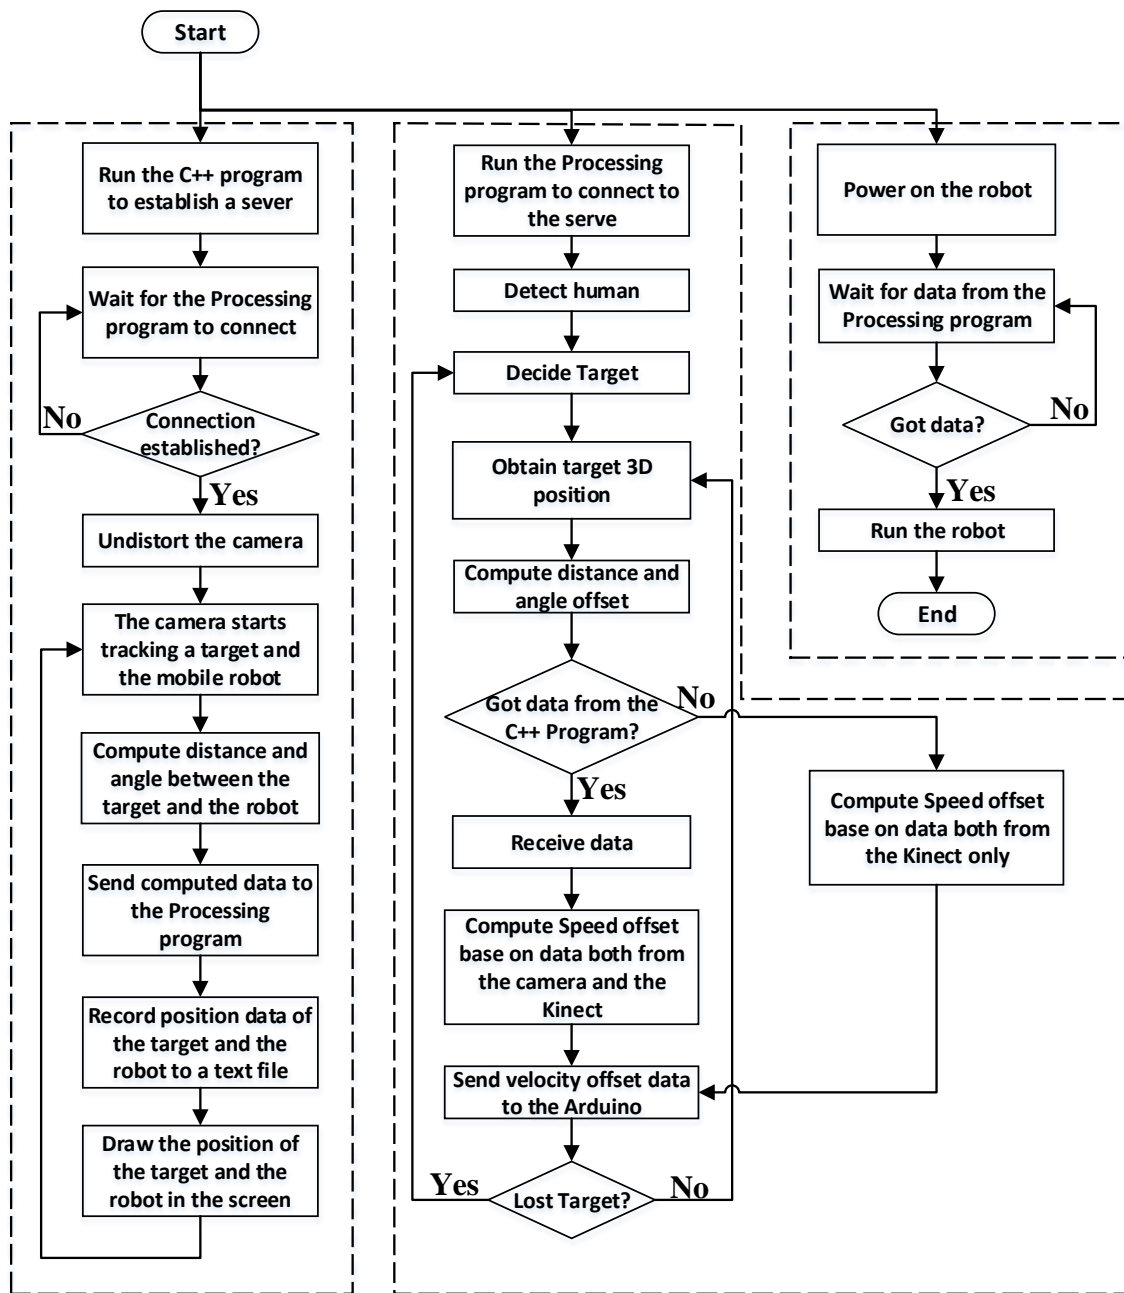 Start
Run the C++ program
to establish a sever
Wait for the Processing
program to connect
No
Connection
established?
Yes
Undistort the camera
The camera starts
tracking a target and
the mobile robot
Compute distance and
angle between the
target and the robot
Send computed data to
the Processing
program
Record position data of
the target and the
robot to a text file
Draw the position of
the target and the
robot in the screen
Run the Processing
program to connect to
the serve
Detect human
Decide Target
Obtain target 3D
position
Compute distance and
angle offset
Got data from the
C++ Program?
No
Yes
Receive data
Compute Speed offset
base on data both from
the camera and the
Kinect
Send velocity offset data
to the Arduino
Yes
Lost Target?
No
Compute Speed offset
base on data both from
the Kinect only
Power on the robot
Wait for data from the
Processing program
Got data?
No
Yes
Run the robot
End